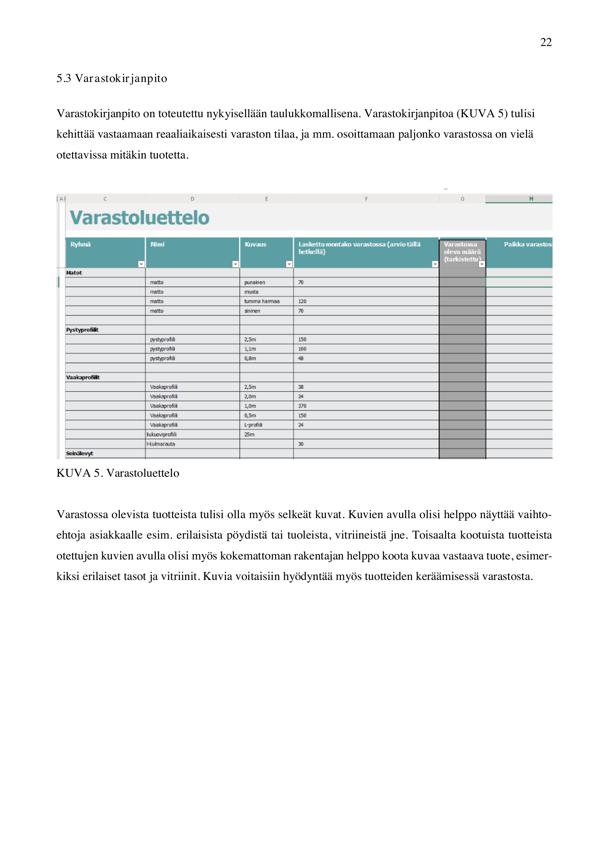 22
5.3 Varastokirjanpito
Varastokirjanpito on toteutettu nykyisellään taulukkomallisena. Varastokirjanpitoa (KUVA 5) tulisi
kehittää vastaamaan reaaliaikaisesti varaston tilaa, ja mm. osoittamaan paljonko varastossa on vielä
otettavissa mitäkin tuotetta.
C D E F G H
Varastoluettelo
Ryhmä Nimi Kuvaus Laskettu montako varastossa (arvio tällä hetkellä) Varastossa oleva määrä (tarkistettu) Paikka varastos
Matot
matto punainen 70
matto musta
matto tumma harmaa 120
matto sininen 70
Pystyprofiilit
pystyprofiili 2,5m 150
pystyprofiili 1,1m 100
pystyprofiili 0,8m 48
Vaakaprofiilit
Vaakaprofiili 2,5m 38
Vaakaprofiili 2,0m 24
Vaakaprofiili 1,0m 370
Vaakaprofiili 0,5m 150
Vaakaprofiili L-profiili 24
liukuoviprofiili 25m
H-kulmarauta 30
Seinälevyt
KUVA 5. Varastoluettelo
Varastossa olevista tuotteista tulisi olla myös selkeät kuvat. Kuvien avulla olisi helppo näyttää vaihto-
ehtoja asiakkaalle esim. erilaisista pöydistä tai tuoleista, vitriineistä jne. Toisaalta kootuista tuotteista
otettujen kuvien avulla olisi myös kokemattoman rakentajan helppo koota kuvaa vastaava tuote, esimer-
kiksi erilaiset tasot ja vitriinit. Kuvia voitaisiin hyödyntää myös tuotteiden keräämisessä varastosta.